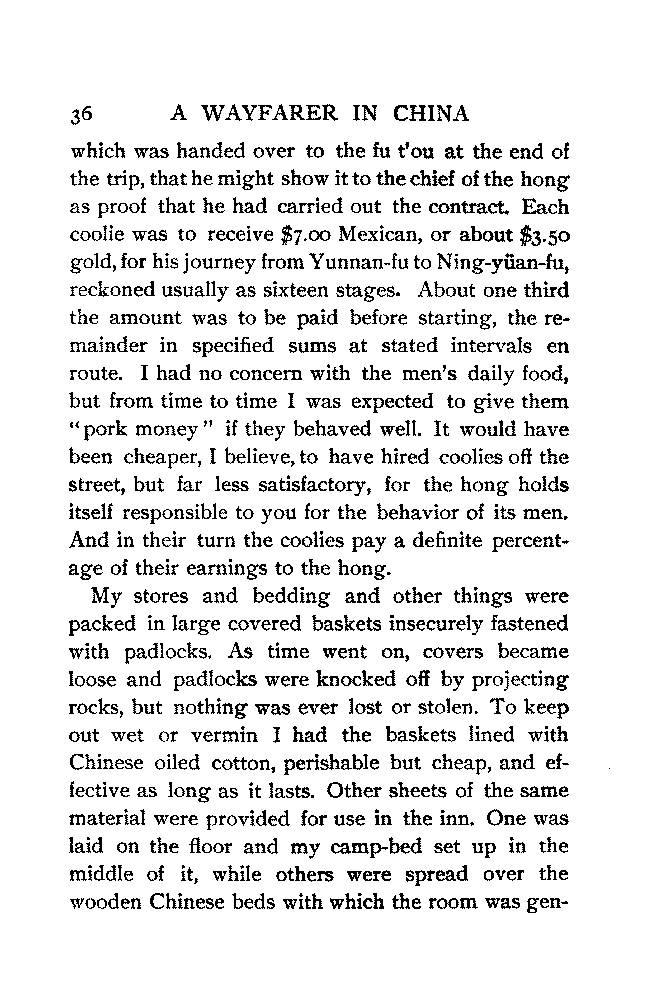 36 A WAYFARER IN CHINA
which was handed over to the fu t'ou at the end of
the trip, that he might show it to the chief of the hong
as proof that he had carried out the contract. Each
coolie was to receive $7.00 Mexican, or about $3.50
gold, for his journey from Yunnan-fu to Ning-yüan-fu,
reckoned usually as sixteen stages. About one third
the amount was to be paid before starting, the re-
mainder in specified sums at stated intervals en
route. I had no concern with the men's daily food,
but from time to time I was expected to give them
"pork money" if they behaved well. It would have
been cheaper, I believe, to have hired coolies off the
street, but far less satisfactory, for the hong holds
itself responsible to you for the behavior of its men.
And in their turn the coolies pay a definite percent-
age of their earnings to the hong.
My stores and bedding and other things were
packed in large covered baskets insecurely fastened
with padlocks. As time went on, covers became
loose and padlocks were knocked off by projecting
rocks, but nothing was ever lost or stolen. To keep
out wet or vermin I had the baskets lined with
Chinese oiled cotton, perishable but cheap, and ef-
fective as long as it lasts. Other sheets of the same
material were provided for use in the inn. One was
laid on the floor and my camp-bed set up in the
middle of it, while others were spread over the
wooden Chinese beds with which the room was gen-